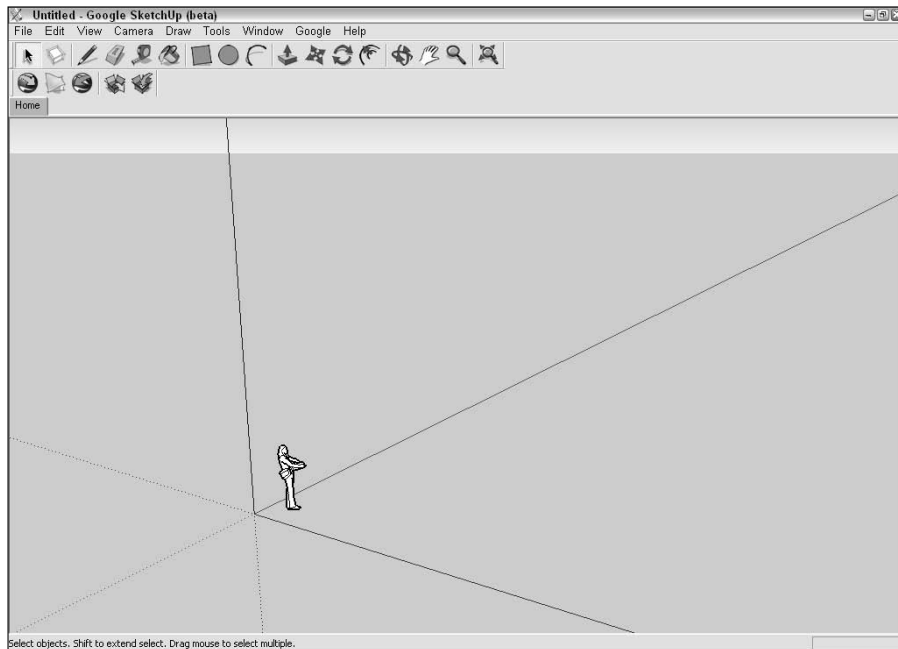 Untitled - Google SketchUp (beta)
File Edit View Camera Draw Tools Window Google Help
Home
Select objects. Shift to extend select. Drag mouse to select multiple.